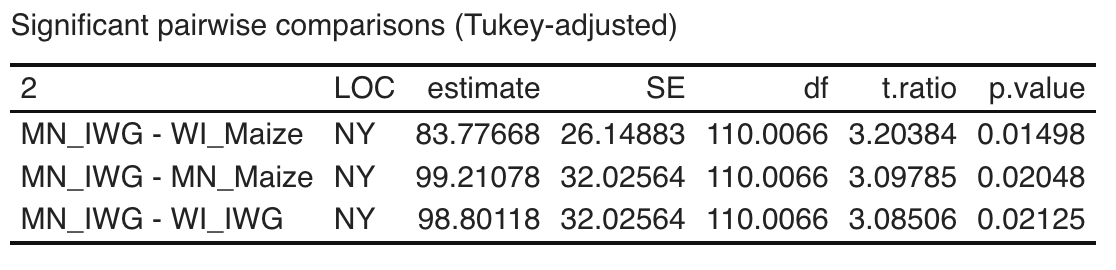 Significant pairwise comparisons (Tukey-adjusted)
2 LOC estimate SE df t.ratio p.value
MN_IWG - WI_Maize NY 83.77668 26.14883 110.0066 3.20384 0.01498
MN_IWG - MN_Maize NY 99.21078 32.02564 110.0066 3.09785 0.02048
MN_IWG - WI_IWG NY 98.80118 32.02564 110.0066 3.08506 0.02125